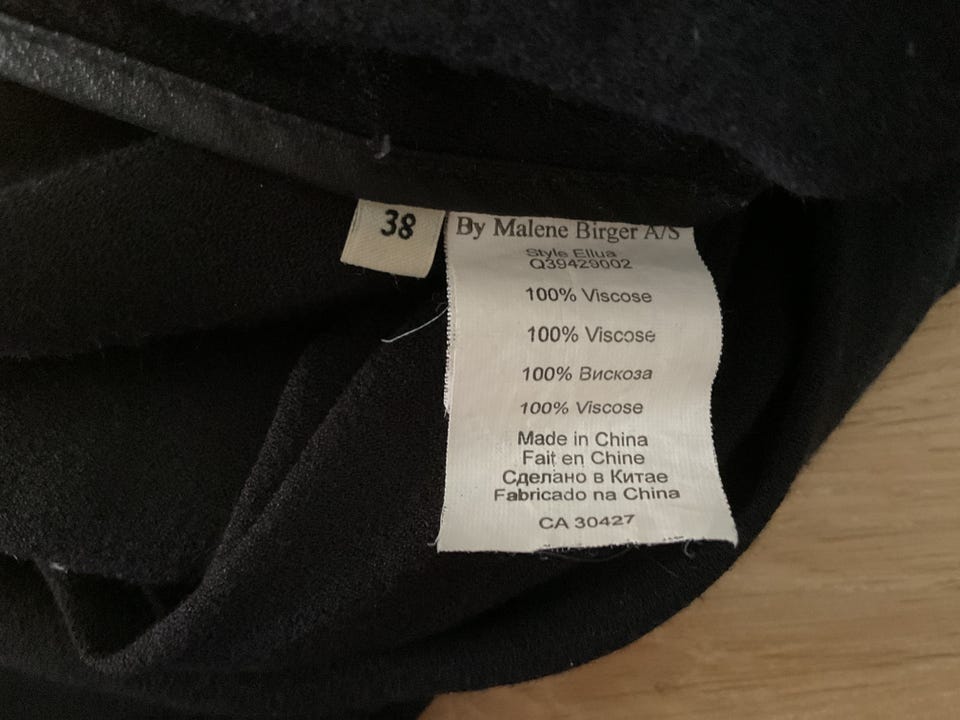 38
By Malene Birger A/S
Style Ellua
Q39429002
100% Viscose
100% Viscose
100% Вискоза
100% Viscose
Made in China
Fait en Chine
Сделано в Китае
Fabricado na China
CA 30427